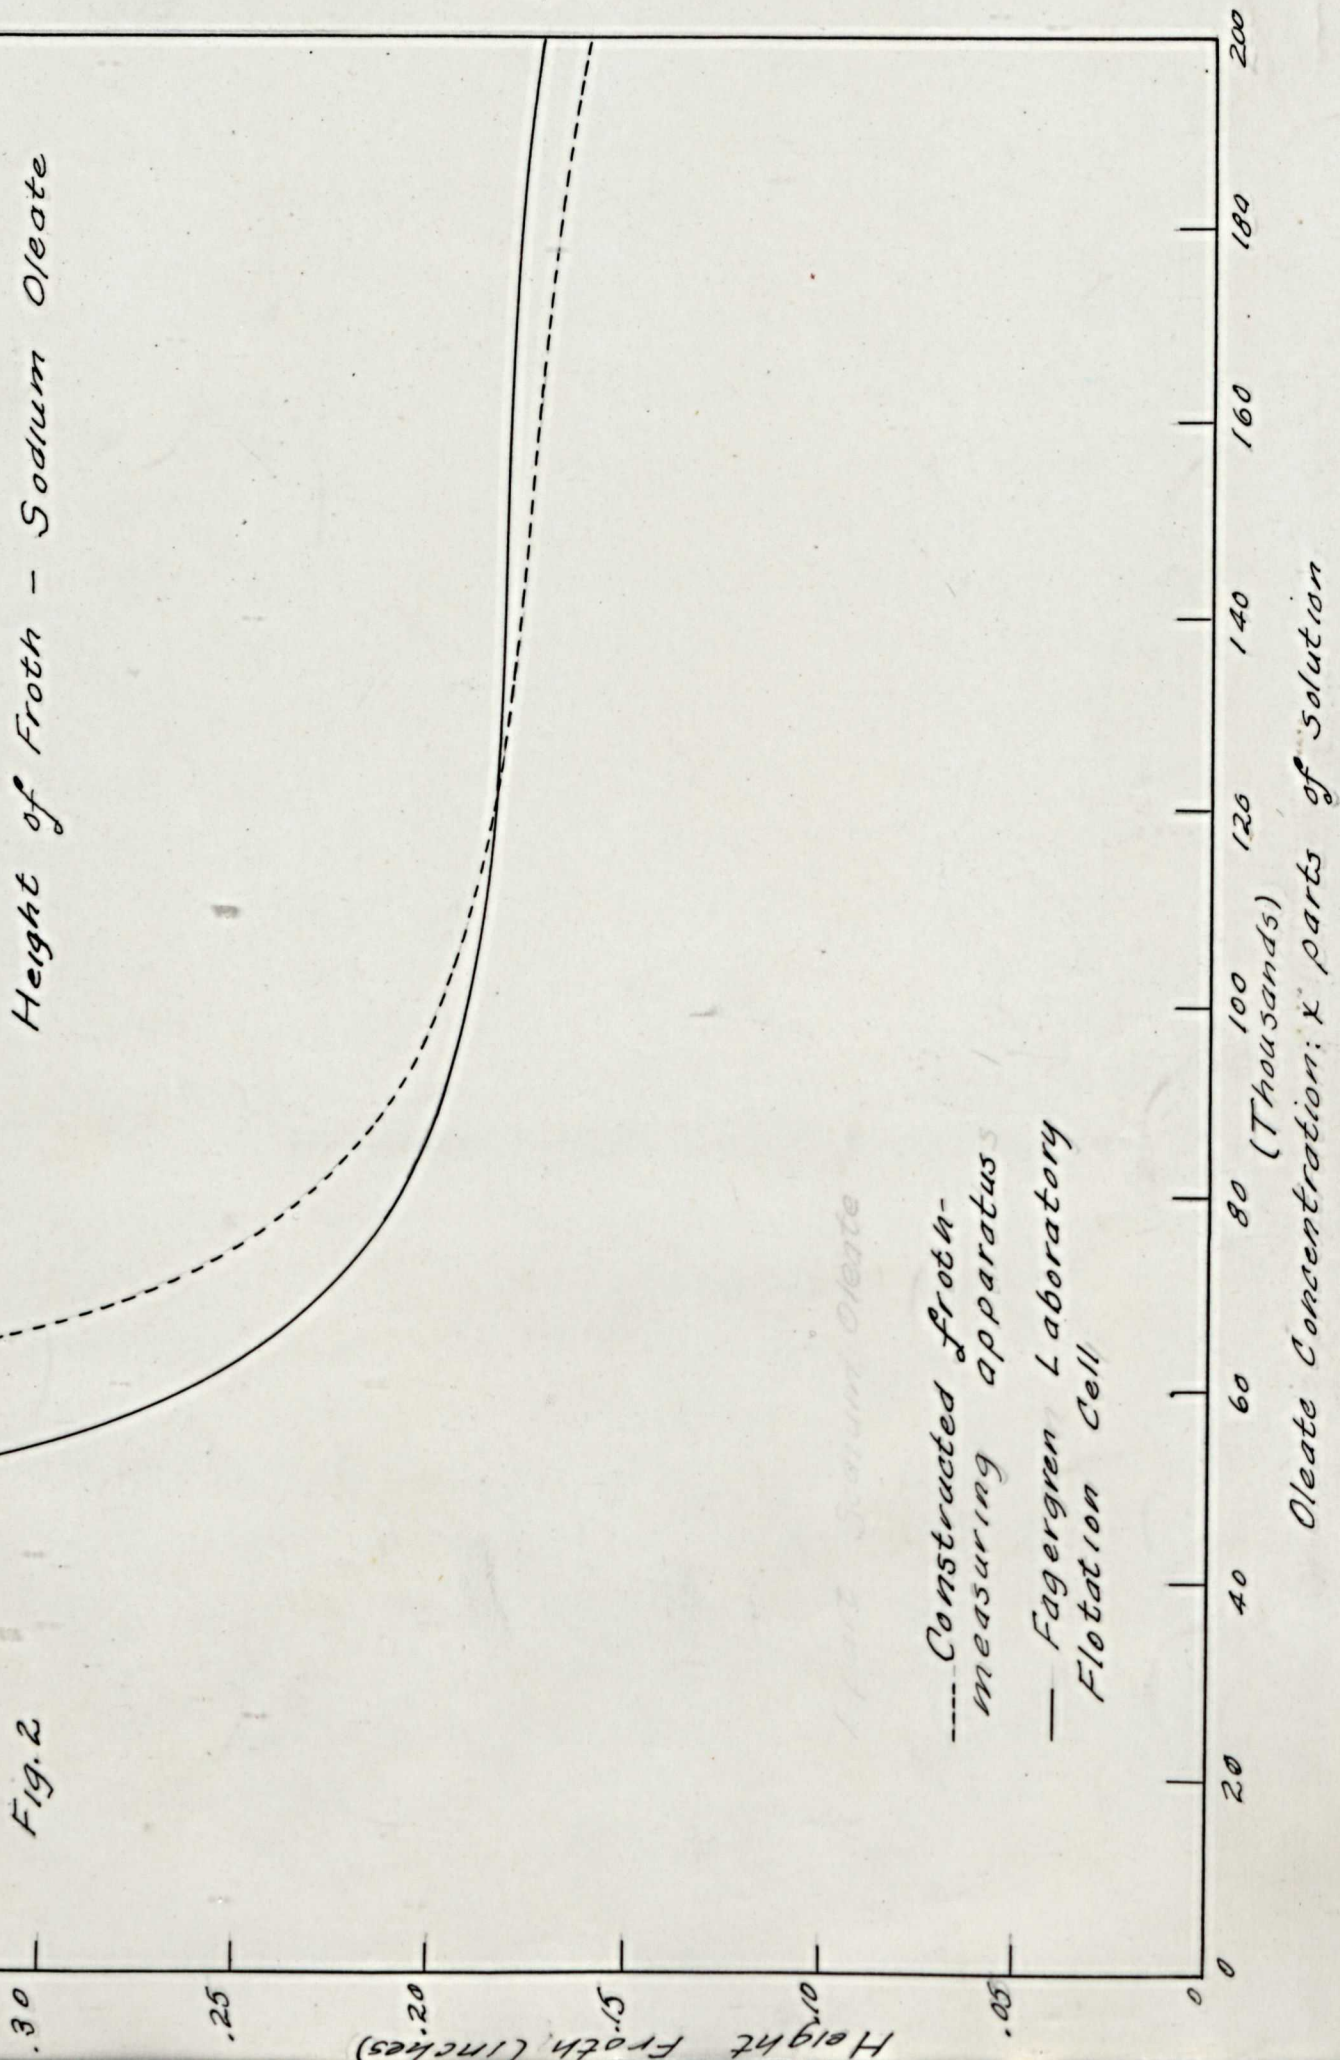 Fig. 2
Height of Froth - Sodium Oleate
.30
.25
.20
.15
.10
.05
0
Height Froth (inches)
---- Constructed froth-
measuring apparatus
— Fagergren Laboratory
Flotation Cell
0 20 40 60 80 100 120 140 160 180 200
(Thousands)
Oleate Concentration: x parts of solution